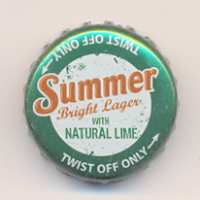 TWIST OFF ONLY
Summer
Bright Lager
WITH
NATURAL LIME
TWIST OFF ONLY